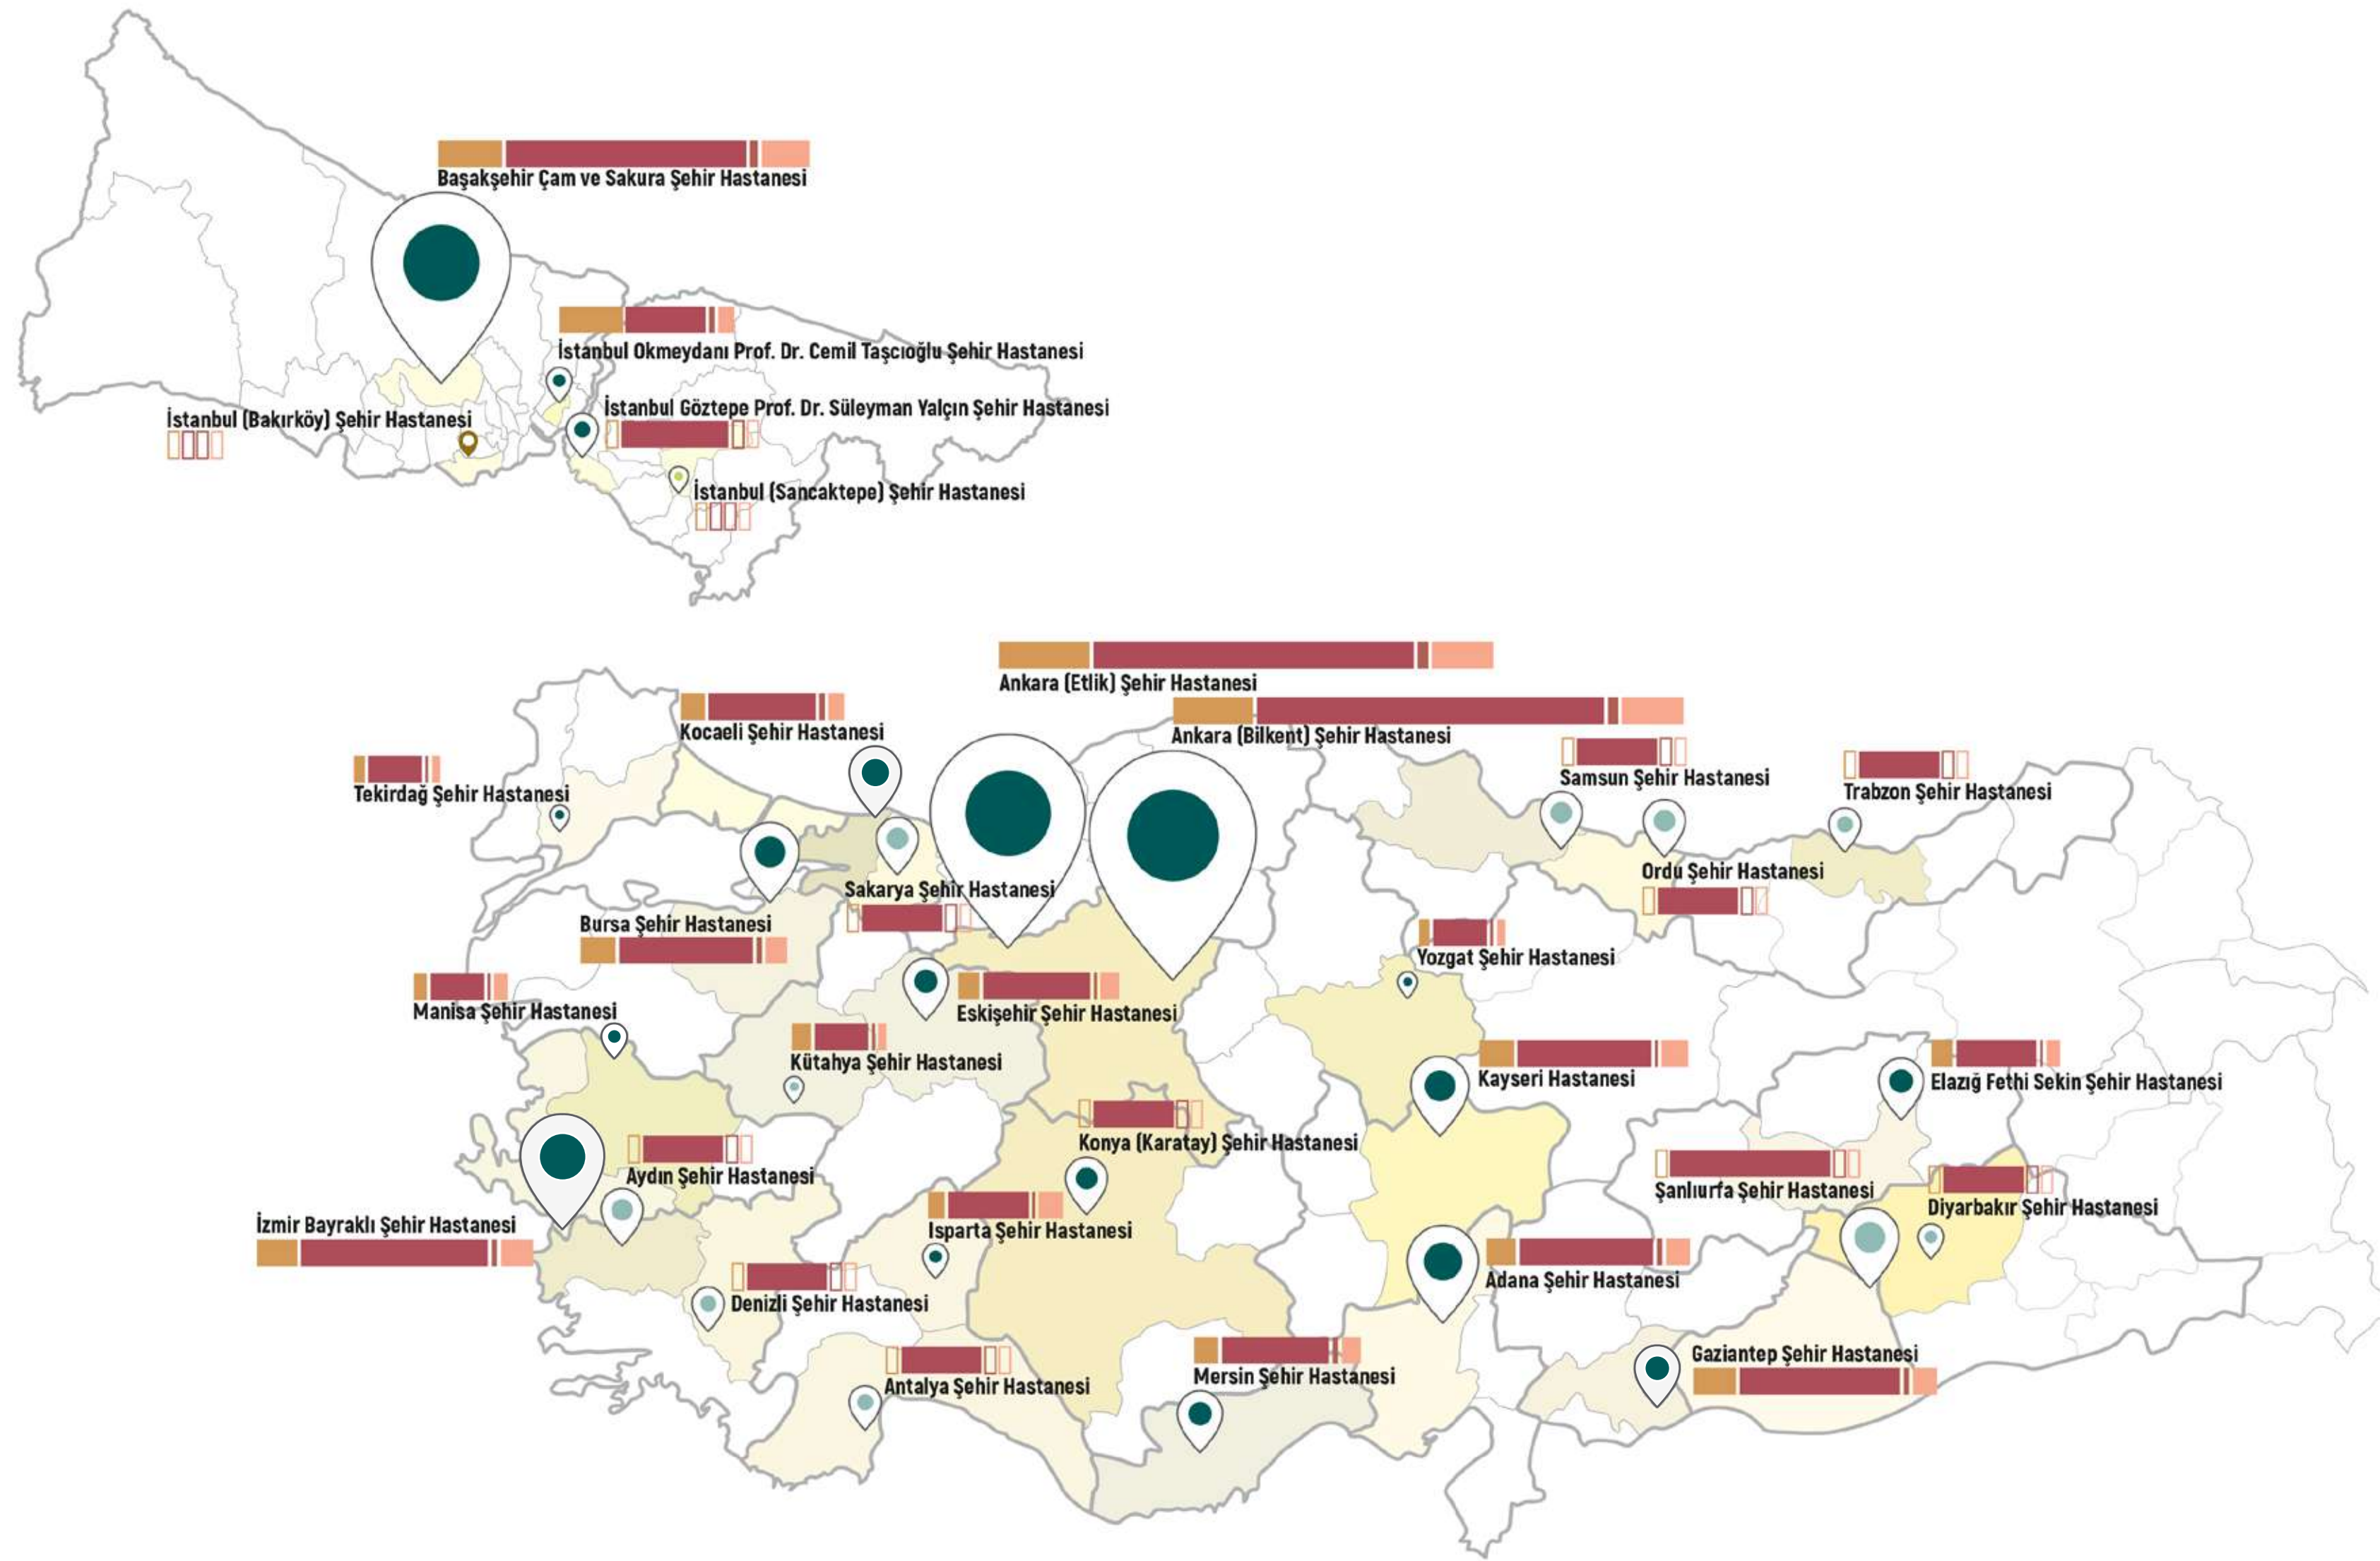 Başakşehir Çam ve Sakura Şehir Hastanesi
İstanbul Okmeydanı Prof. Dr. Cemil Taşcıoğlu Şehir Hastanesi
İstanbul Göztepe Prof. Dr. Süleyman Yalçın Şehir Hastanesi
İstanbul (Bakırköy) Şehir Hastanesi
İstanbul (Sancaktepe) Şehir Hastanesi
Ankara (Etlik) Şehir Hastanesi
Kocaeli Şehir Hastanesi
Ankara (Bilkent) Şehir Hastanesi
Samsun Şehir Hastanesi
Trabzon Şehir Hastanesi
Tekirdağ Şehir Hastanesi
Ordu Şehir Hastanesi
Sakarya Şehir Hastanesi
Bursa Şehir Hastanesi
Yozgat Şehir Hastanesi
Manisa Şehir Hastanesi
Eskişehir Şehir Hastanesi
Kütahya Şehir Hastanesi
Kayseri Hastanesi
Elazığ Fethi Sekin Şehir Hastanesi
Konya (Karatay) Şehir Hastanesi
Aydın Şehir Hastanesi
Şanlıurfa Şehir Hastanesi
Diyarbakır Şehir Hastanesi
İzmir Bayraklı Şehir Hastanesi
Isparta Şehir Hastanesi
Adana Şehir Hastanesi
Denizli Şehir Hastanesi
Gaziantep Şehir Hastanesi
Mersin Şehir Hastanesi
Antalya Şehir Hastanesi